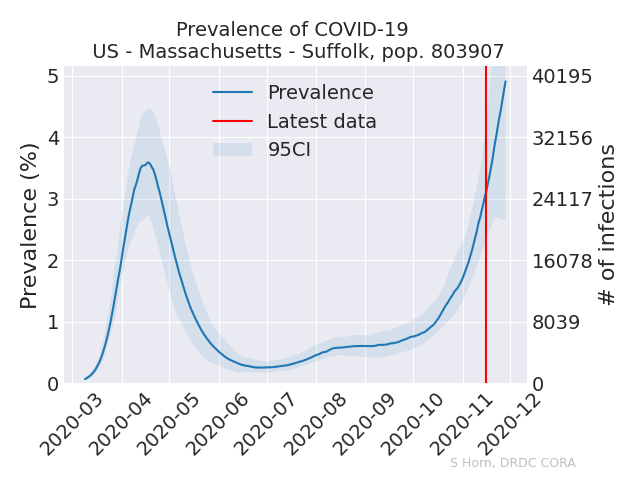 Prevalence of COVID-19
US - Massachusetts - Suffolk, pop. 803907
Prevalence
Latest data
95CI
Prevalence (%)
5
4
3
2
1
0
40195
32156
24117
16078
8039
0
# of infections
2020-03
2020-04
2020-05
2020-06
2020-07
2020-08
2020-09
2020-10
2020-11
2020-12
S Horn, DRDC CORA